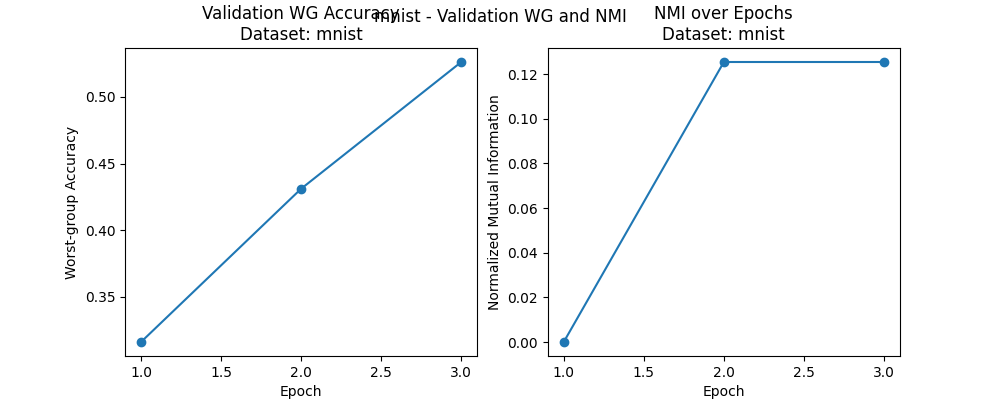 mnist - Validation WG and NMI
Validation WG Accuracy
Dataset: mnist
Worst-group Accuracy
0.50
0.45
0.40
0.35
1.0 1.5 2.0 2.5 3.0
Epoch
NMI over Epochs
Dataset: mnist
Normalized Mutual Information
0.12
0.10
0.08
0.06
0.04
0.02
0.00
1.0 1.5 2.0 2.5 3.0
Epoch